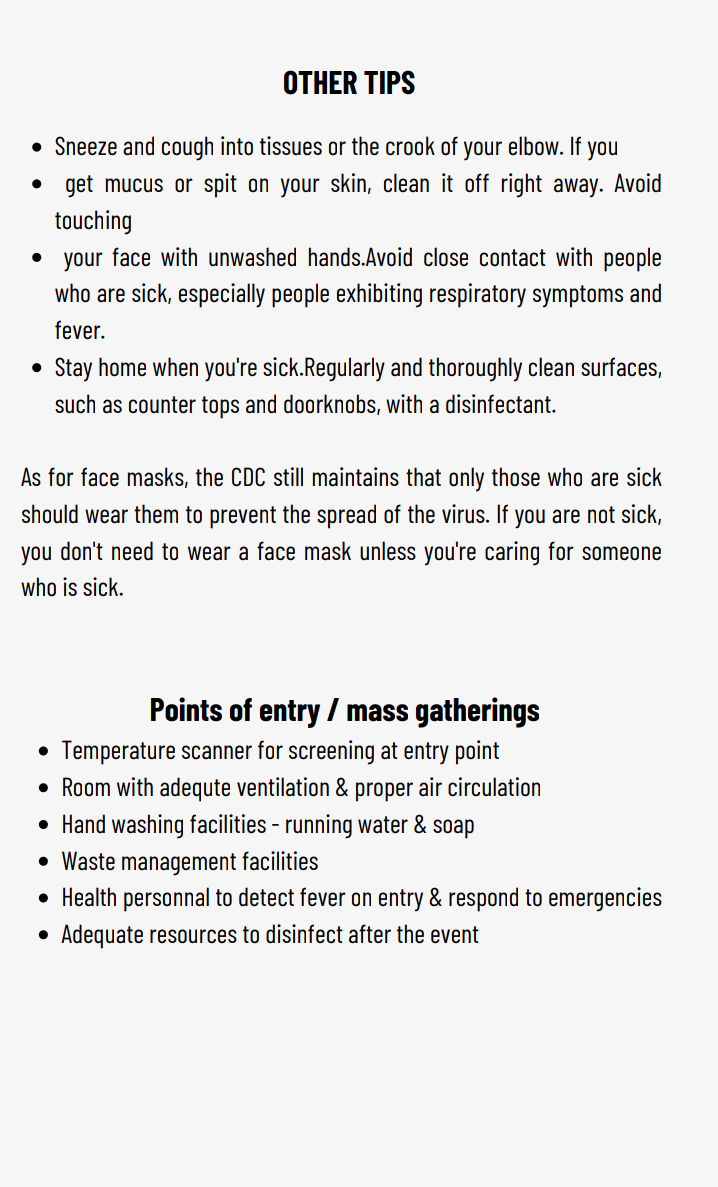 OTHER TIPS
• Sneeze and cough into tissues or the crook of your elbow. If you
• get mucus or spit on your skin, clean it off right away. Avoid
touching
• your face with unwashed hands.Avoid close contact with people
who are sick, especially people exhibiting respiratory symptoms and
fever.
• Stay home when you're sick.Regularly and thoroughly clean surfaces,
such as counter tops and doorknobs, with a disinfectant.
As for face masks, the CDC still maintains that only those who are sick
should wear them to prevent the spread of the virus. If you are not sick,
you don't need to wear a face mask unless you're caring for someone
who is sick.
Points of entry / mass gatherings
• Temperature scanner for screening at entry point
• Room with adequte ventilation & proper air circulation
• Hand washing facilities - running water & soap
• Waste management facilities
• Health personnal to detect fever on entry & respond to emergencies
• Adequate resources to disinfect after the event